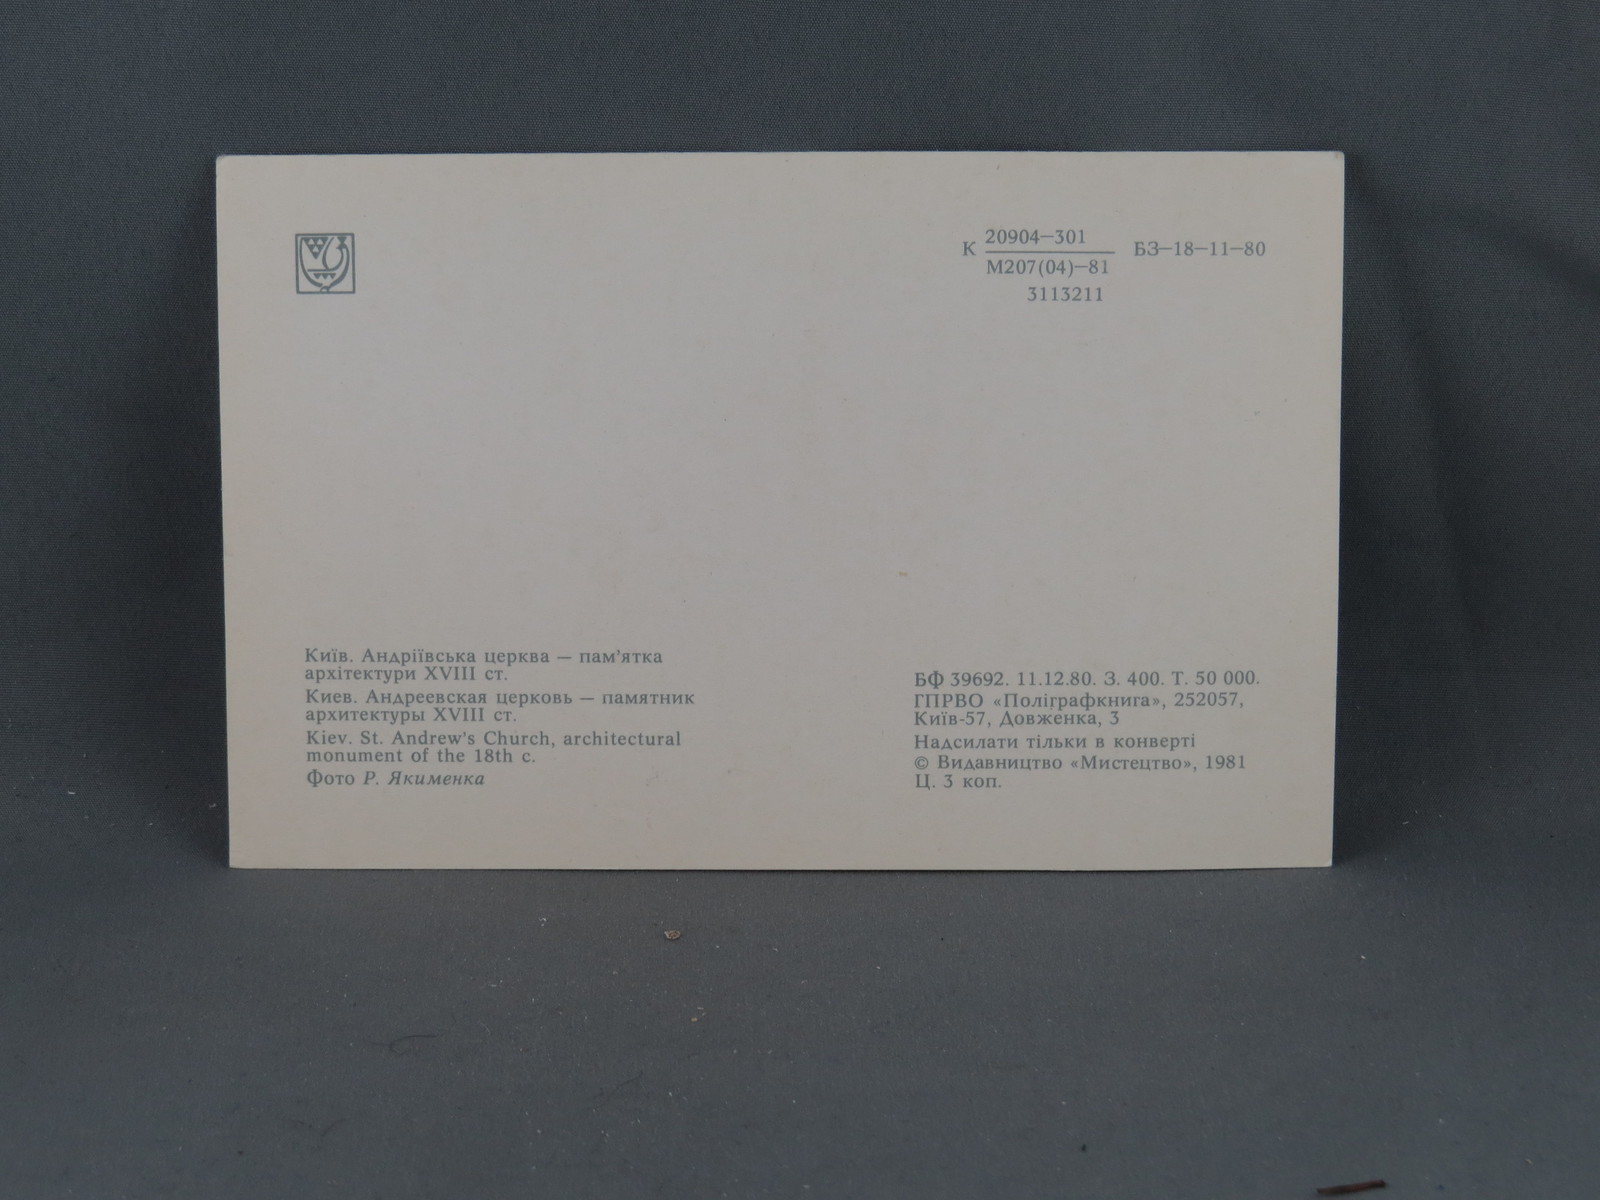 К 20904—301 БЗ—18—11—80
М207(04)—81
3113211
Київ. Андріївська церква — пам’ятка
архітектури XVIII ст.
Киев. Андреевская церковь — памятник
архитектуры XVIII ст.
Kiev. St. Andrew’s Church, architectural
monument of the 18th c.
Фото Р. Якименка
БФ 39692. 11.12.80. З. 400. Т. 50 000.
ГПРВО «Поліграфкнига», 252057,
Київ-57, Довженка, 3
Надсилати тільки в конверті
© Видавництво «Мистецтво», 1981
Ц. 3 коп.